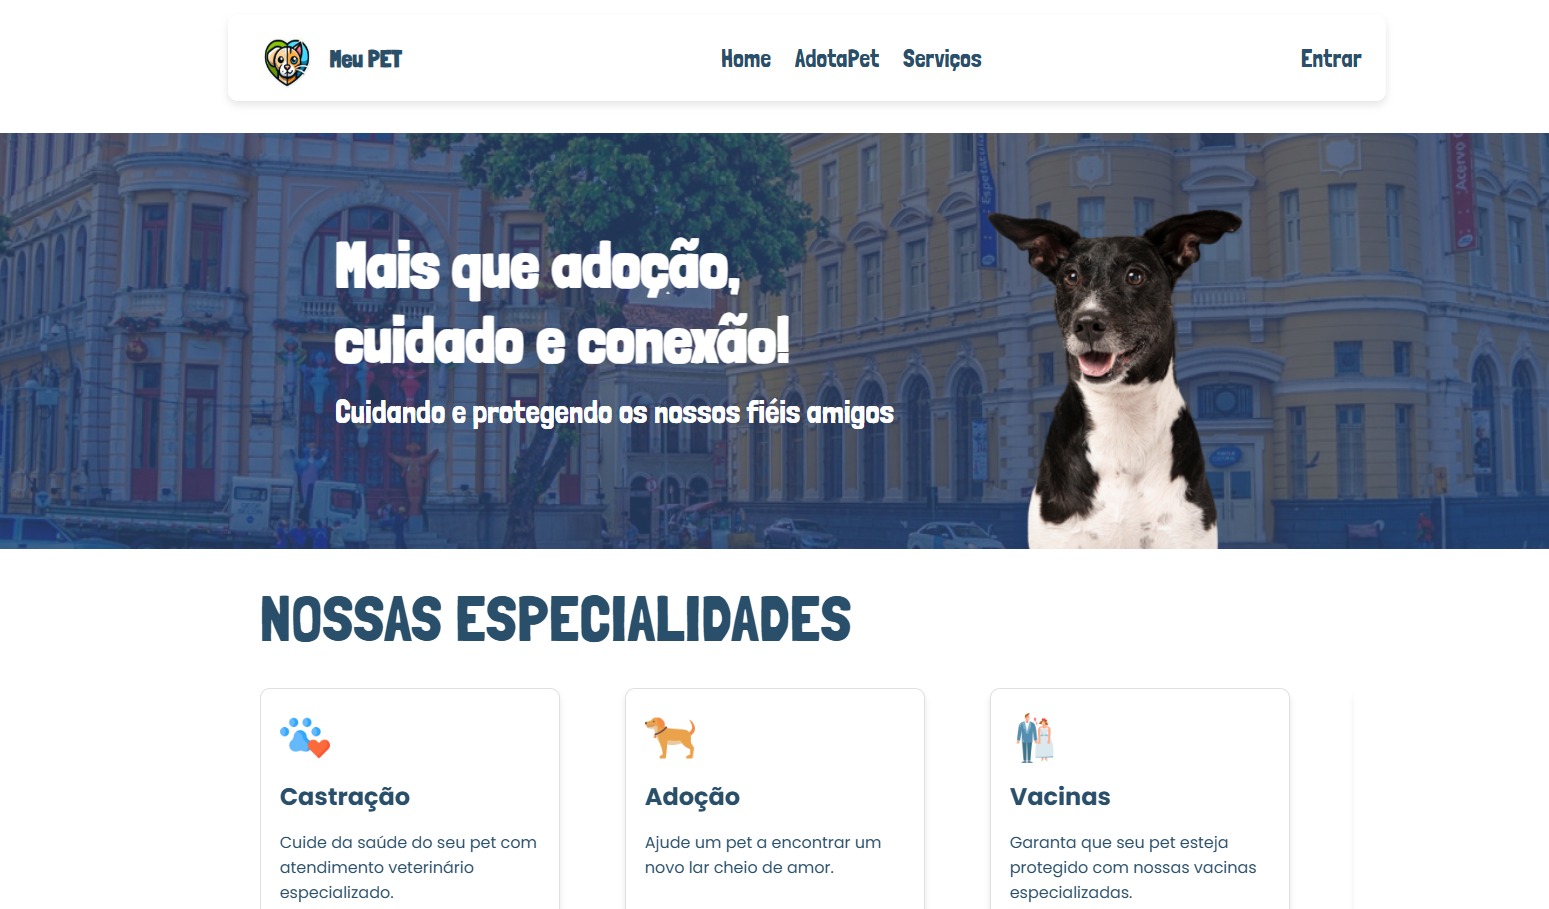 Meu PET
Home AdotaPet Serviços
Entrar
Espetáculo
Acervo
Mais que adoção,
cuidado e conexão!
Cuidando e protegendo os nossos fiéis amigos
NOSSAS ESPECIALIDADES
Castração
Cuide da saúde do seu pet com
atendimento veterinário
especializado.
Adoção
Ajude um pet a encontrar um
novo lar cheio de amor.
Vacinas
Garanta que seu pet esteja
protegido com nossas vacinas
especializadas.